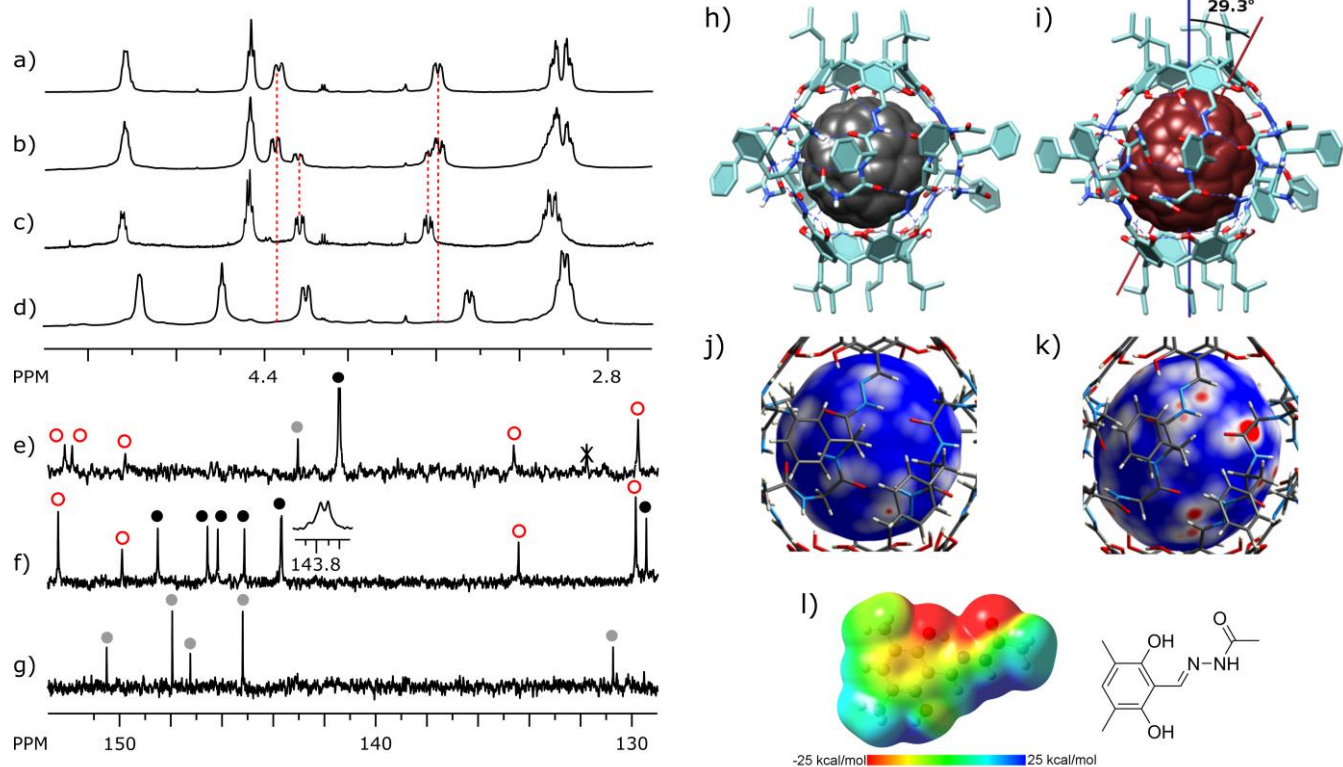 a)
b)
c)
d)
PPM 4.4 2.8
e)
f)
143.8
g)
PPM 150 140 130
h)
i)
29.3°
j)
k)
l)
-25 kcal/mol 25 kcal/mol
O
OH
N
NH
OH